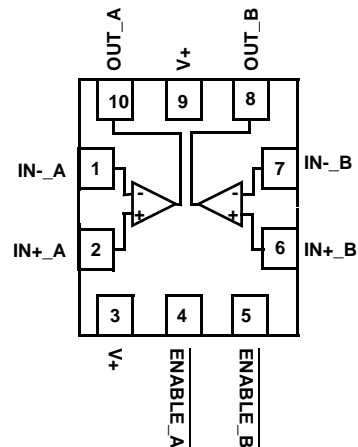 OUT_A
V+
OUT_B
10
9
8
IN-_A
1
-
+
-
+
7
IN-_B
IN+_A
2
6
IN+_B
3
4
5
V+
ENABLE_A
ENABLE_B